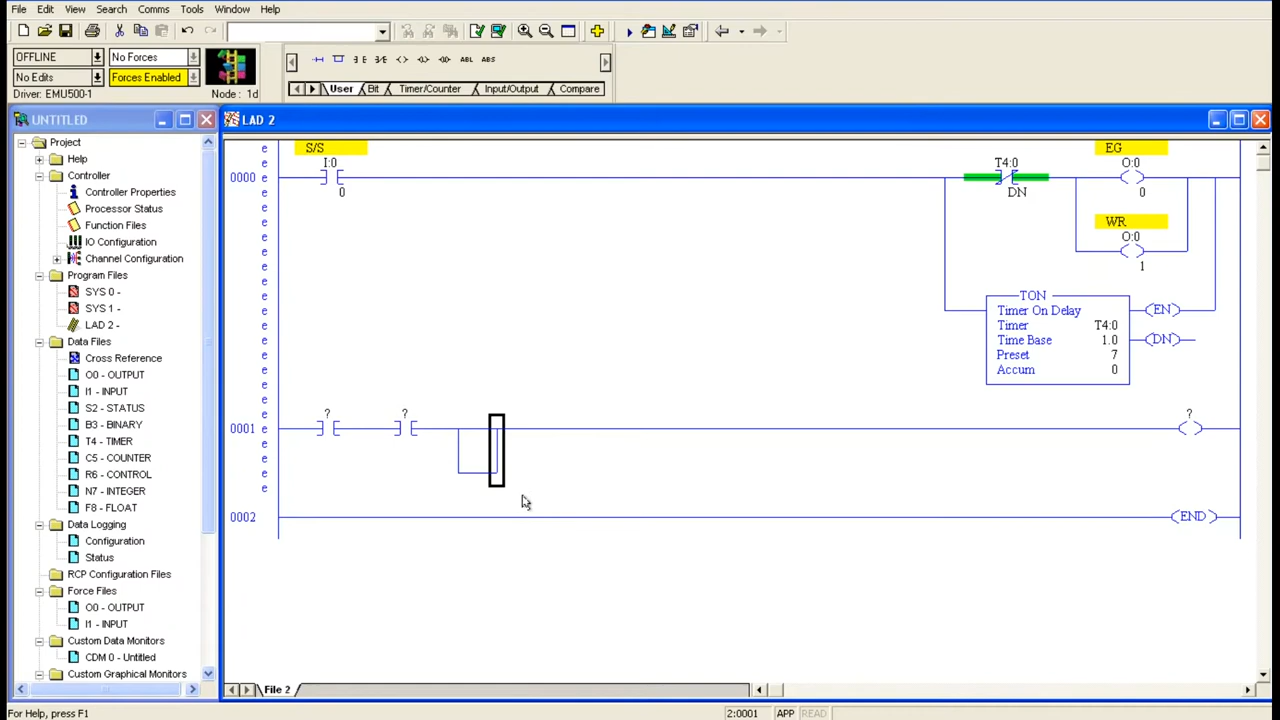 File Edit View Search Comms Tools Window Help
OFFLINE No Forces
No Edits Forces Enabled
Driver: EMU500-1 Node : 1d
ABL ABS
User Bit Timer/Counter Input/Output Compare
UNTITLED
Project
Help
Controller
Controller Properties
Processor Status
Function Files
IO Configuration
Channel Configuration
Program Files
SYS 0 -
SYS 1 -
LAD 2 -
Data Files
Cross Reference
O0 - OUTPUT
I1 - INPUT
S2 - STATUS
B3 - BINARY
T4 - TIMER
C5 - COUNTER
R6 - CONTROL
N7 - INTEGER
F8 - FLOAT
Data Logging
Configuration
Status
RCP Configuration Files
Force Files
O0 - OUTPUT
I1 - INPUT
Custom Data Monitors
CDM 0 - Untitled
Custom Graphical Monitors
LAD 2
e S/S EG
e I:0 T4:0 O:0
0000 e
e 0 DN 0
e
e WR
e O:0
e
e 1
e
e TON
e Timer On Delay EN
e Timer T4:0
e Time Base 1.0 DN
e Preset 7
e Accum 0
e
e
e ? ? ?
0001 e
e
e
e
e
0002 END
File 2
For Help, press F1 2:0001 APP READ